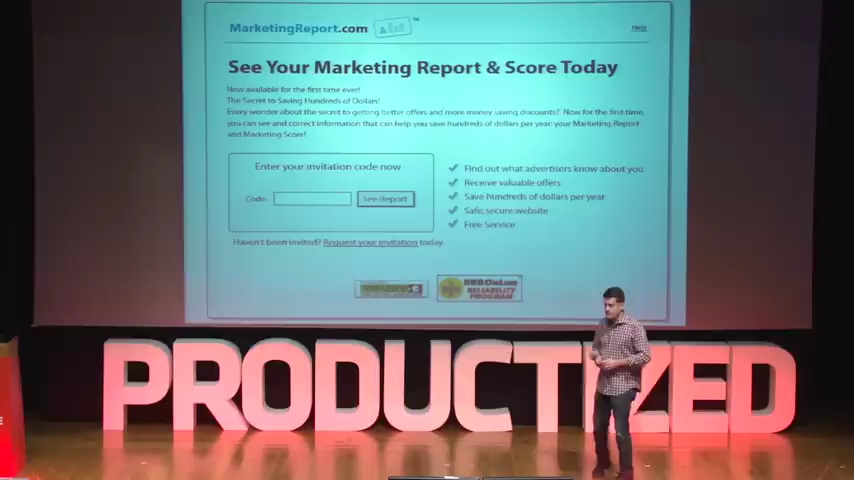 MarketingReport.com ™
Help
See Your Marketing Report & Score Today
Now available for the first time ever!
The Secret to Saving Hundreds of Dollars!
Every wonder about the secret to getting better offers and more money saving discounts? Now for the first time,
you can see and correct information that can help you save hundreds of dollars per year: your Marketing Report
and Marketing Score!
Enter your invitation code now
Code:
See Report
Find out what advertisers know about you
Receive valuable offers
Save hundreds of dollars per year
Safe, secure website
Free Service
Haven't been invited? Request your invitation today.
BBBOnLine
RELIABILITY
PROGRAM
PRODUCTIZED
E